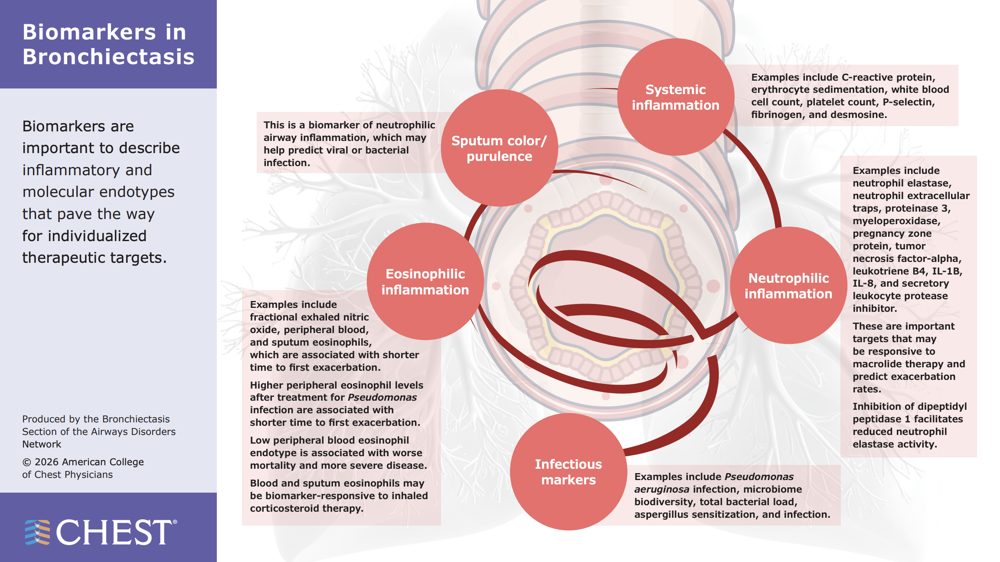 Biomarkers in
Bronchiectasis
Biomarkers are
important to describe
inflammatory and
molecular endotypes
that pave the way
for individualized
therapeutic targets.
Produced by the Bronchiectasis
Section of the Airways Disorders
Network
© 2026 American College
of Chest Physicians
CHEST®
Systemic
inflammation
Examples include C-reactive protein,
erythrocyte sedimentation, white blood
cell count, platelet count, P-selectin,
fibrinogen, and desmosine.
Sputum color/
purulence
This is a biomarker of neutrophilic
airway inflammation, which may
help predict viral or bacterial
infection.
Eosinophilic
inflammation
Examples include
fractional exhaled nitric
oxide, peripheral blood,
and sputum eosinophils,
which are associated with shorter
time to first exacerbation.
Higher peripheral eosinophil levels
after treatment for Pseudomonas
infection are associated with
shorter time to first exacerbation.
Low peripheral blood eosinophil
endotype is associated with worse
mortality and more severe disease.
Blood and sputum eosinophils may
be biomarker-responsive to inhaled
corticosteroid therapy.
Neutrophilic
inflammation
Examples include
neutrophil elastase,
neutrophil extracellular
traps, proteinase 3,
myeloperoxidase,
pregnancy zone
protein, tumor
necrosis factor-alpha,
leukotriene B4, IL-1B,
IL-8, and secretory
leukocyte protease
inhibitor.
These are important
targets that may
be responsive to
macrolide therapy and
predict exacerbation
rates.
Inhibition of dipeptidyl
peptidase 1 facilitates
reduced neutrophil
elastase activity.
Infectious
markers
Examples include Pseudomonas
aeruginosa infection, microbiome
biodiversity, total bacterial load,
aspergillus sensitization, and infection.